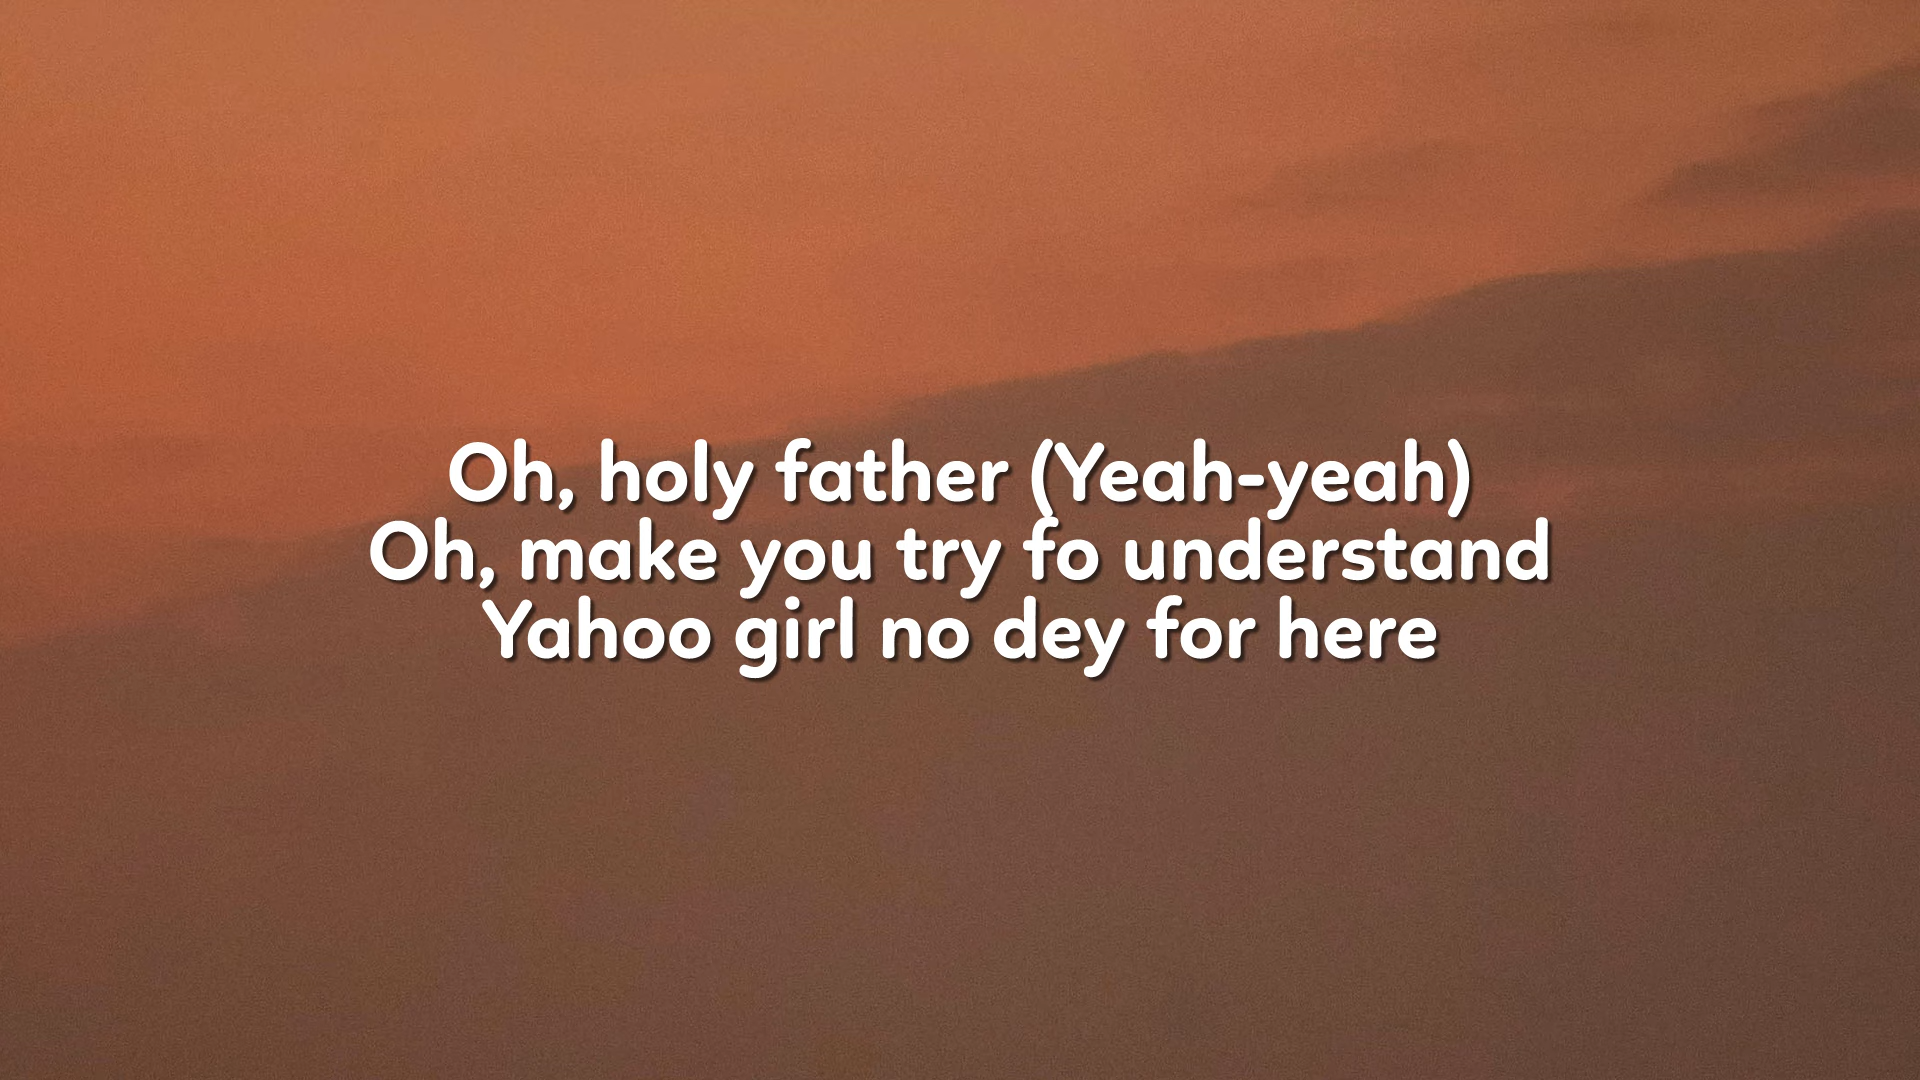 Oh, holy father (Yeah-yeah)
Oh, make you try fo understand
Yahoo girl no dey for here